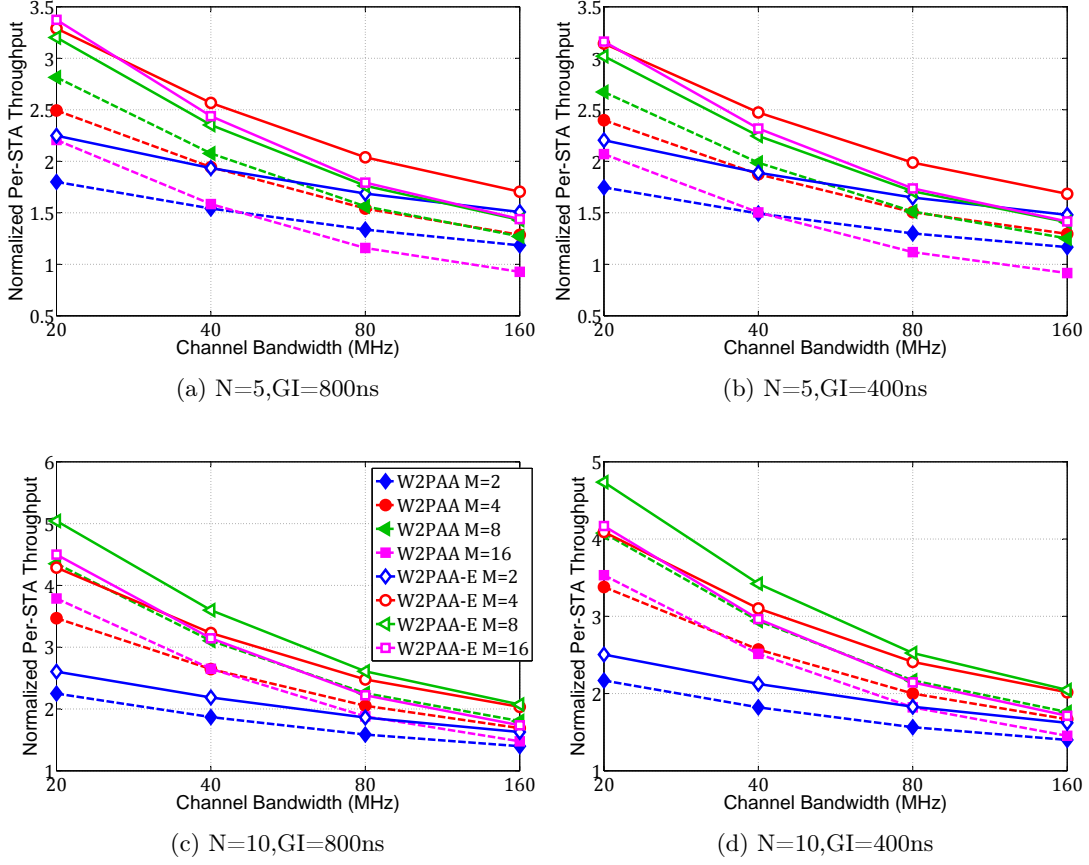 3.5
3
2.5
2
1.5
1
0.5
20
40
80
160
Normalized Per-STA Throughput
Channel Bandwidth (MHz)
(a) N=5,GI=800ns
3.5
3
2.5
2
1.5
1
0.5
20
40
80
160
Normalized Per-STA Throughput
Channel Bandwidth (MHz)
(b) N=5,GI=400ns
6
5
4
3
2
1
20
40
80
160
Normalized Per-STA Throughput
Channel Bandwidth (MHz)
W2PAA M=2
W2PAA M=4
W2PAA M=8
W2PAA M=16
W2PAA-E M=2
W2PAA-E M=4
W2PAA-E M=8
W2PAA-E M=16
(c) N=10,GI=800ns
5
4
3
2
1
20
40
80
160
Normalized Per-STA Throughput
Channel Bandwidth (MHz)
(d) N=10,GI=400ns